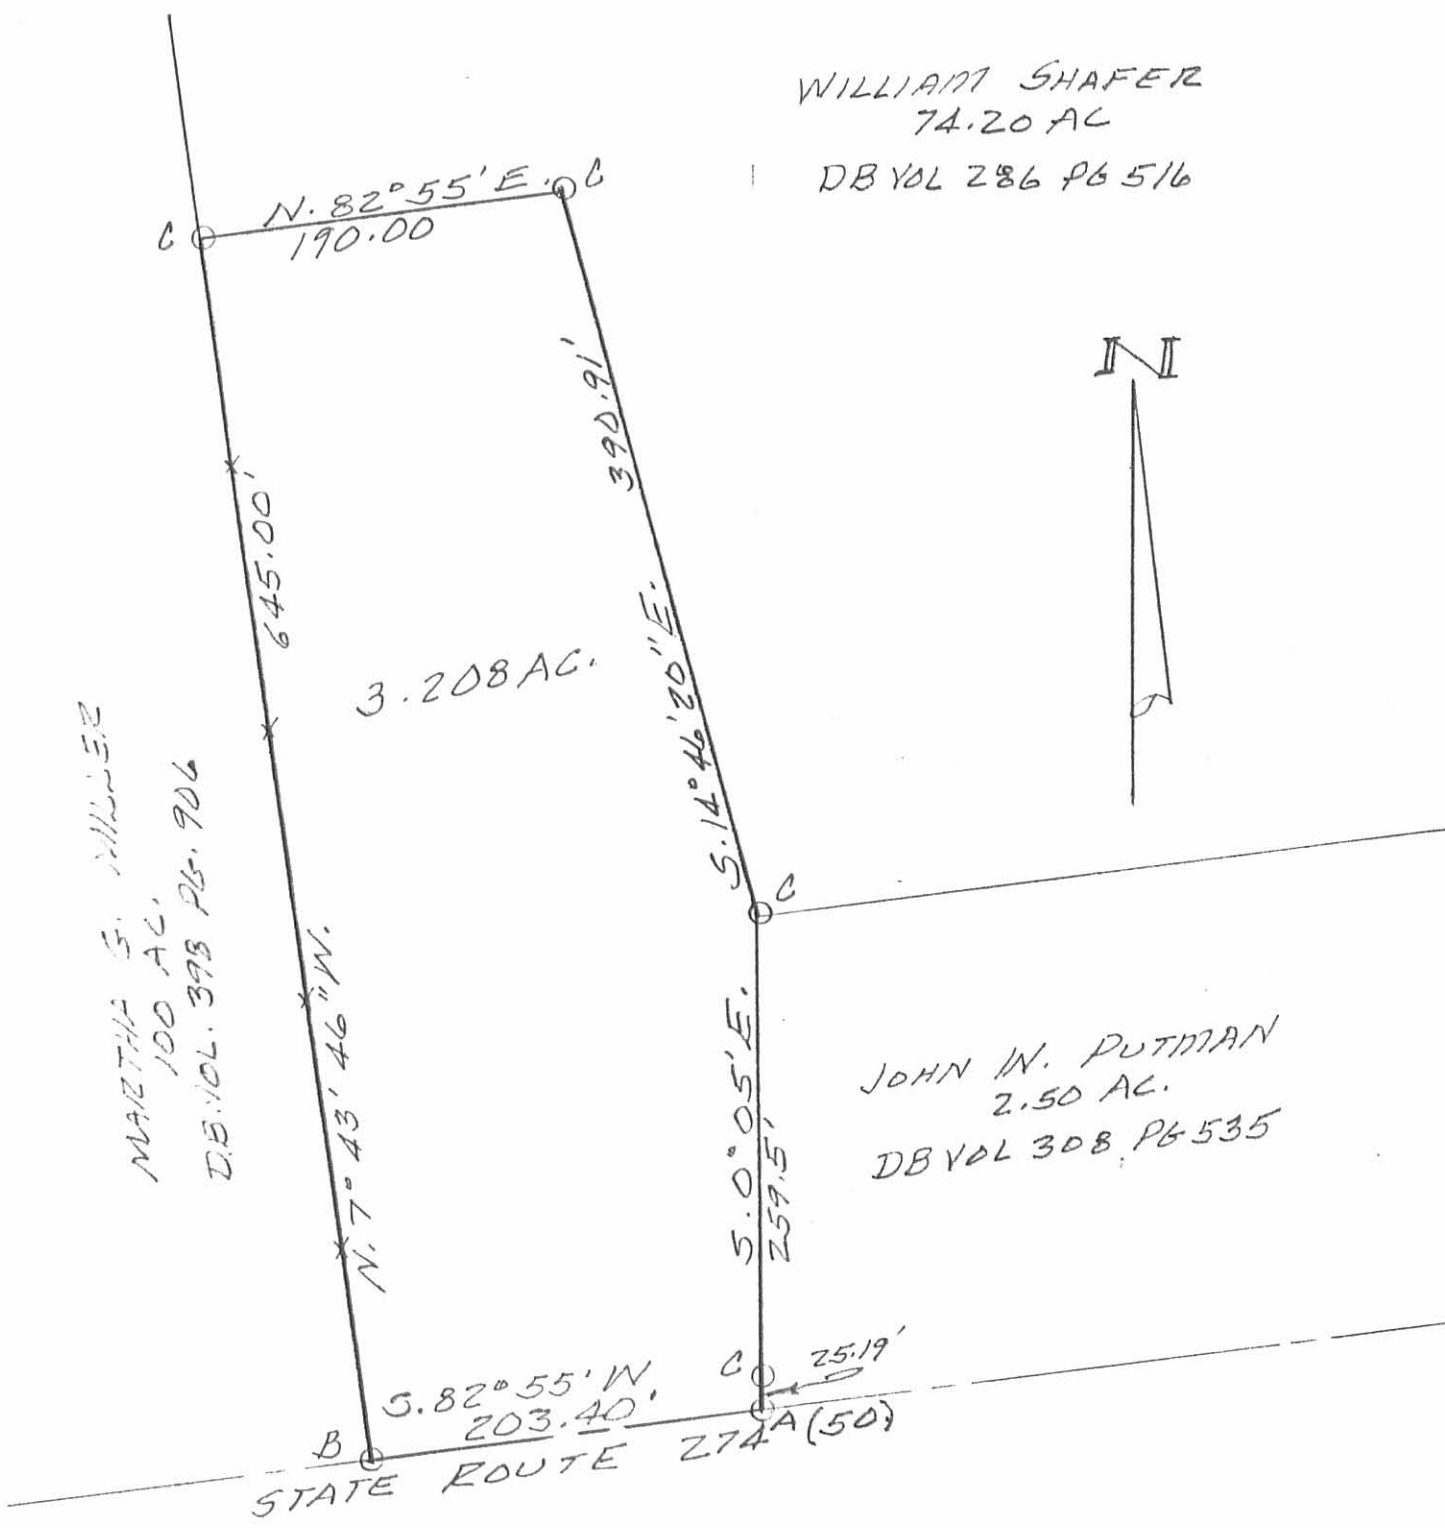 WILLIAM SHAFER
74.20 AC
DB VOL 286 PG 516
N. 82° 55' E.
190.00
C
C
N
390.91'
S. 14° 46' 20" E.
645.00'
N. 7° 43' 46" W.
3.208 AC.
MARTHA G. MILLER
100 AC.
D.B. VOL. 398 PG. 906
C
S. 0° 05' E.
259.5'
JOHN W. PUTMAN
2.50 AC.
DB VOL 308 PG 535
C
25.19'
S. 82° 55' W
203.40'
A (50)
B
STATE ROUTE 274